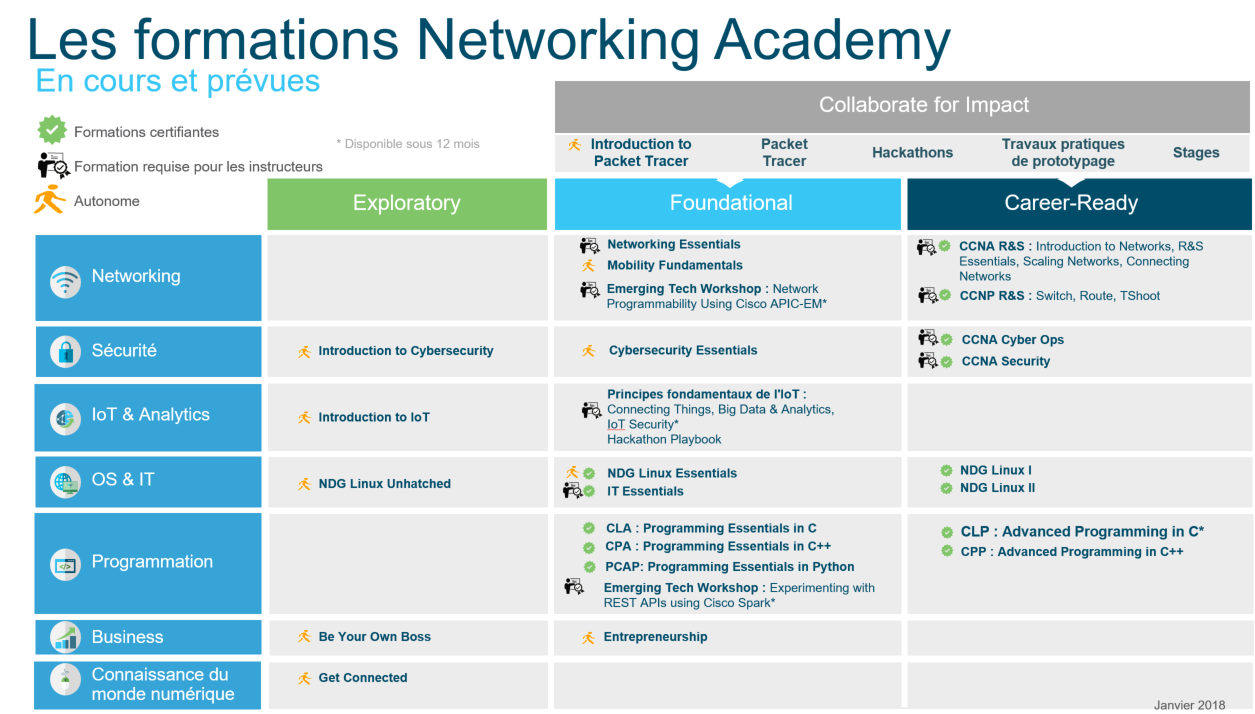 Les formations Networking Academy
En cours et prévues
Formations certifiantes
* Disponible sous 12 mois
Formation requise pour les instructeurs
Autonome
Collaborate for Impact
Introduction to
Packet Tracer
Packet
Tracer
Hackathons
Travaux pratiques
de prototypage
Stages
Exploratory
Foundational
Career-Ready
Networking
Networking Essentials
Mobility Fundamentals
Emerging Tech Workshop : Network
Programmability Using Cisco APIC-EM*
CCNA R&S : Introduction to Networks, R&S
Essentials, Scaling Networks, Connecting
Networks
CCNP R&S : Switch, Route, TShoot
Sécurité
Introduction to Cybersecurity
Cybersecurity Essentials
CCNA Cyber Ops
CCNA Security
IoT & Analytics
Introduction to IoT
Principes fondamentaux de l'IoT :
Connecting Things, Big Data & Analytics,
IoT Security*
Hackathon Playbook
OS & IT
NDG Linux Unhatched
NDG Linux Essentials
IT Essentials
NDG Linux I
NDG Linux II
Programmation
CLA : Programming Essentials in C
CPA : Programming Essentials in C++
PCAP: Programming Essentials in Python
Emerging Tech Workshop : Experimenting with
REST APIs using Cisco Spark*
CLP : Advanced Programming in C*
CPP : Advanced Programming in C++
Business
Be Your Own Boss
Entrepreneurship
Connaissance du
monde numérique
Get Connected
Janvier 2018